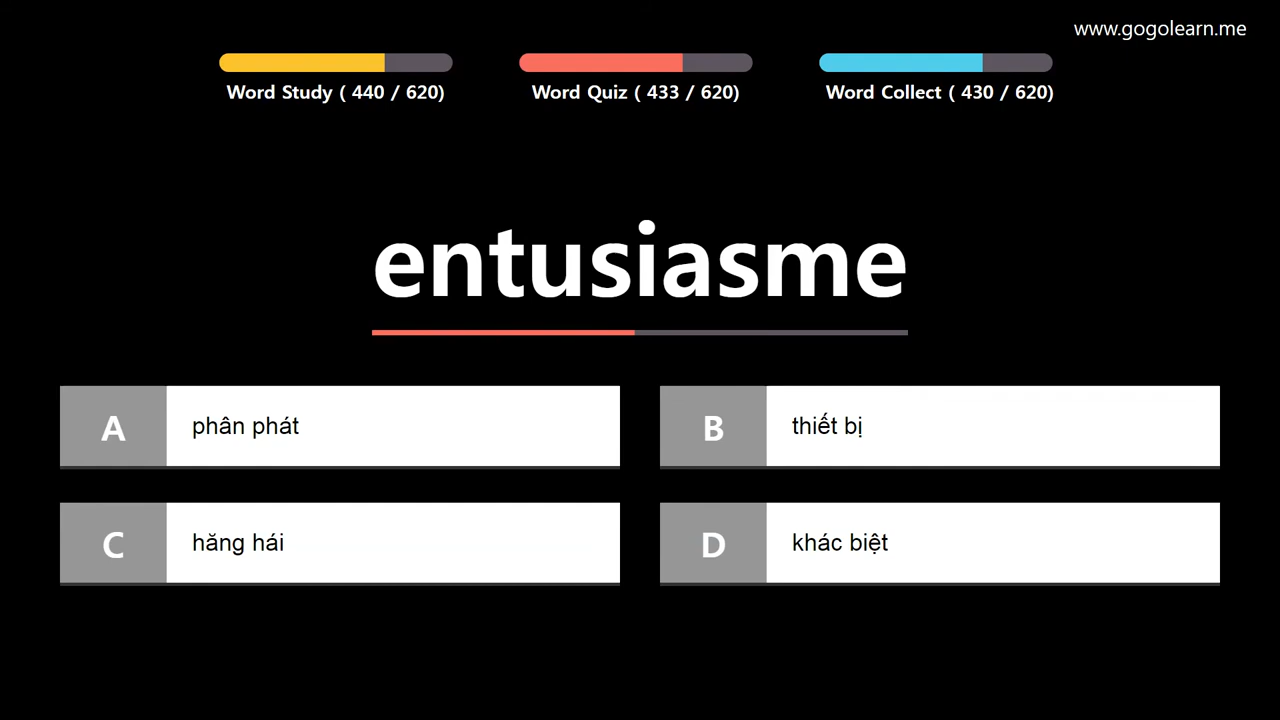 www.gogolearn.me
Word Study ( 440 / 620)
Word Quiz ( 433 / 620)
Word Collect ( 430 / 620)
entusiasme
A phân phát
B thiết bị
C hăng hái
D khác biệt